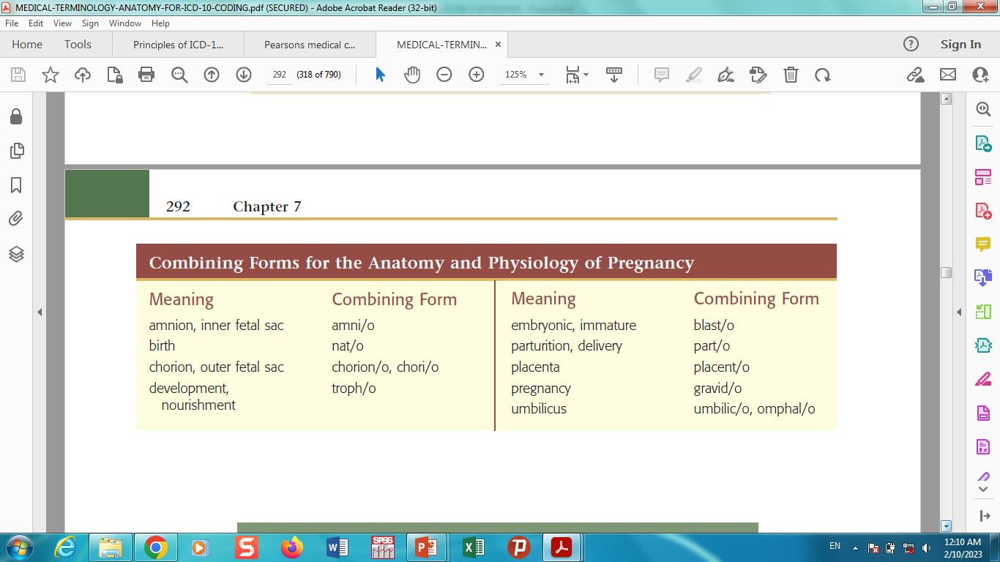 MEDICAL-TERMINOLOGY-ANATOMY-FOR-ICD-10-CODING.pdf (SECURED) - Adobe Acrobat Reader (32-bit)
File Edit View Sign Window Help
Home Tools Principles of ICD-1... Pearsons medical c... MEDICAL-TERMIN... × Sign In
292 (318 of 790) 125%
292 Chapter 7
Combining Forms for the Anatomy and Physiology of Pregnancy
Meaning Combining Form Meaning Combining Form
amnion, inner fetal sac amni/o embryonic, immature blast/o
birth nat/o parturition, delivery part/o
chorion, outer fetal sac chorion/o, chori/o placenta placent/o
development, troph/o pregnancy gravid/o
nourishment umbilicus umbilic/o, omphal/o
EN 12:10 AM
2/10/2023